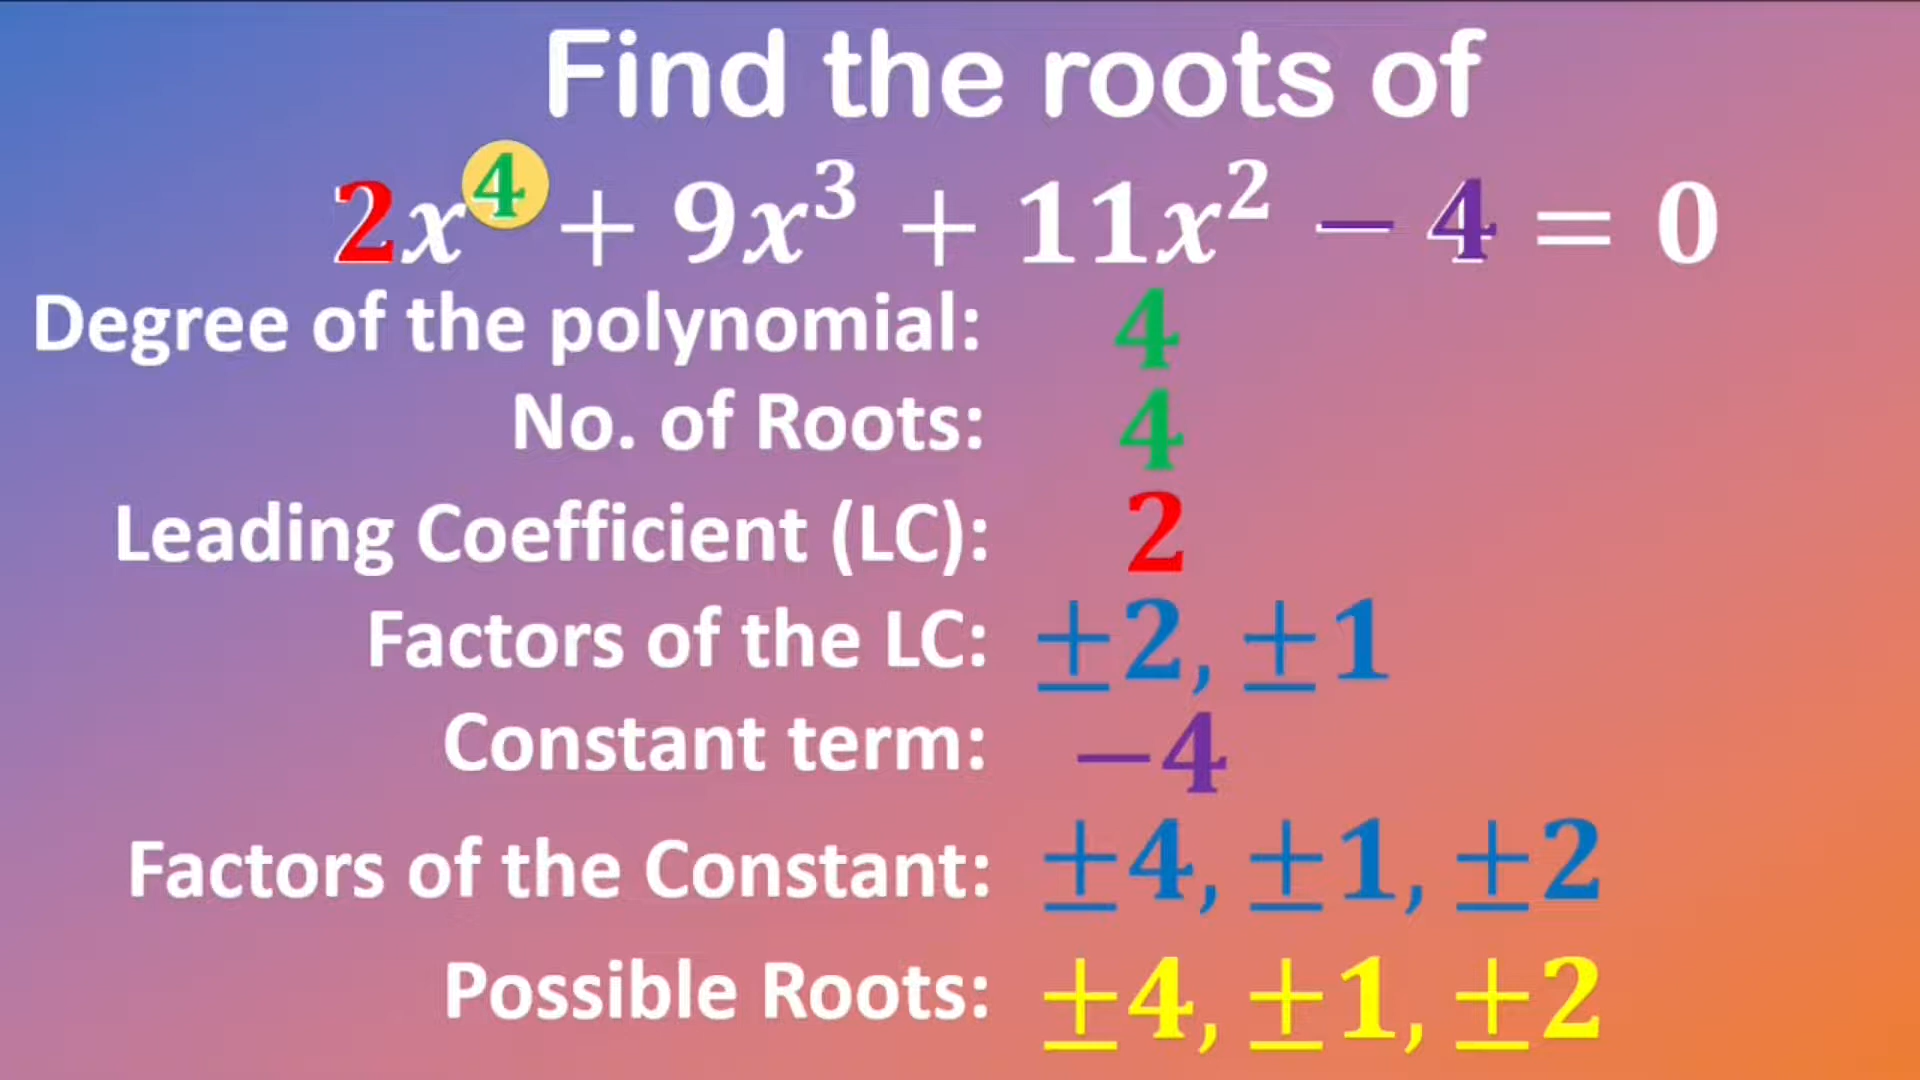 Find the roots of
2x⁴ + 9x³ + 11x² − 4 = 0
Degree of the polynomial: 4
No. of Roots: 4
Leading Coefficient (LC): 2
Factors of the LC: ±2, ±1
Constant term: −4
Factors of the Constant: ±4, ±1, ±2
Possible Roots: ±4, ±1, ±2